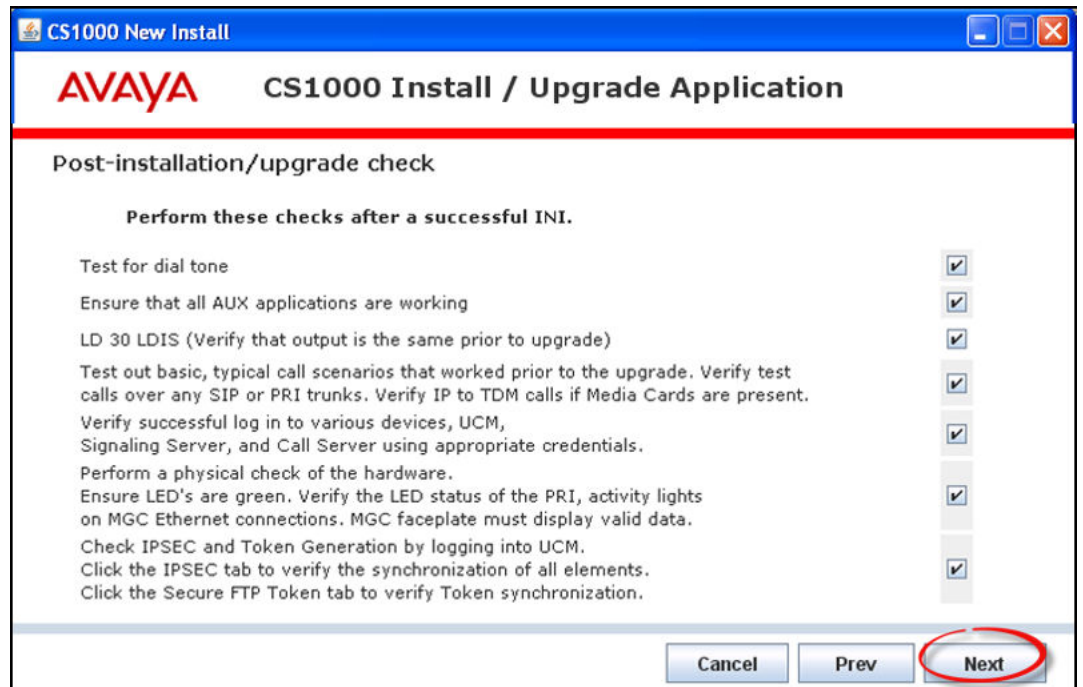 CS1000 New Install
AVAYA
CS1000 Install / Upgrade Application
Post-installation/upgrade check
Perform these checks after a successful INI.
Test for dial tone
Ensure that all AUX applications are working
LD 30 LDIS (Verify that output is the same prior to upgrade)
Test out basic, typical call scenarios that worked prior to the upgrade. Verify test
calls over any SIP or PRI trunks. Verify IP to TDM calls if Media Cards are present.
Verify successful log in to various devices, UCM,
Signaling Server, and Call Server using appropriate credentials.
Perform a physical check of the hardware.
Ensure LED's are green. Verify the LED status of the PRI, activity lights
on MGC Ethernet connections. MGC faceplate must display valid data.
Check IPSEC and Token Generation by logging into UCM.
Click the IPSEC tab to verify the synchronization of all elements.
Click the Secure FTP Token tab to verify Token synchronization.
Cancel
Prev
Next